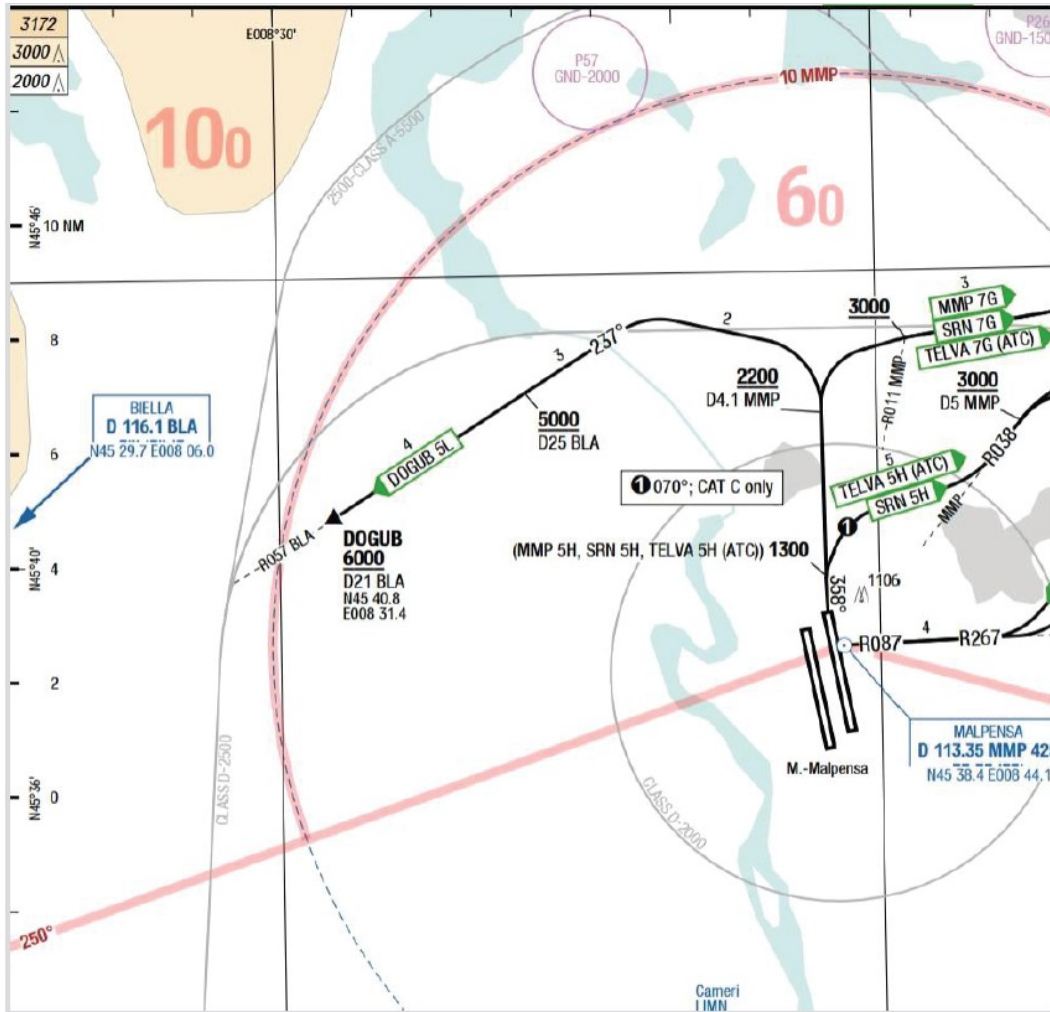 3172
3000
2000
E008°30'
P57
GND-2000
P26
GND-150
10 MMP
100
60
2500-CLASS A-5500
N45°46'
10 NM
8
6
N45°40'
4
2
N45°36'
0
BIELLA
D 116.1 BLA
N45 29.7 E008 06.0
237°
3
2
3000
3
MMP 7G
SRN 7G
TELVA 7G (ATC)
2200
D4.1 MMP
R011 MMP
3000
D5 MMP
5000
D25 BLA
4
DOGUB 5L
1 070°; CAT C only
5
TELVA 5H (ATC)
SRN 5H
R038
MMP
1
R057 BLA
DOGUB
6000
D21 BLA
N45 40.8
E008 31.4
(MMP 5H, SRN 5H, TELVA 5H (ATC)) 1300
358°
1106
R087
4
R267
M.-Malpensa
MALPENSA
D 113.35 MMP 42
N45 38.4 E008 44.1
CLASS D-2500
CLASS D-2000
250°
Cameri
LIMN